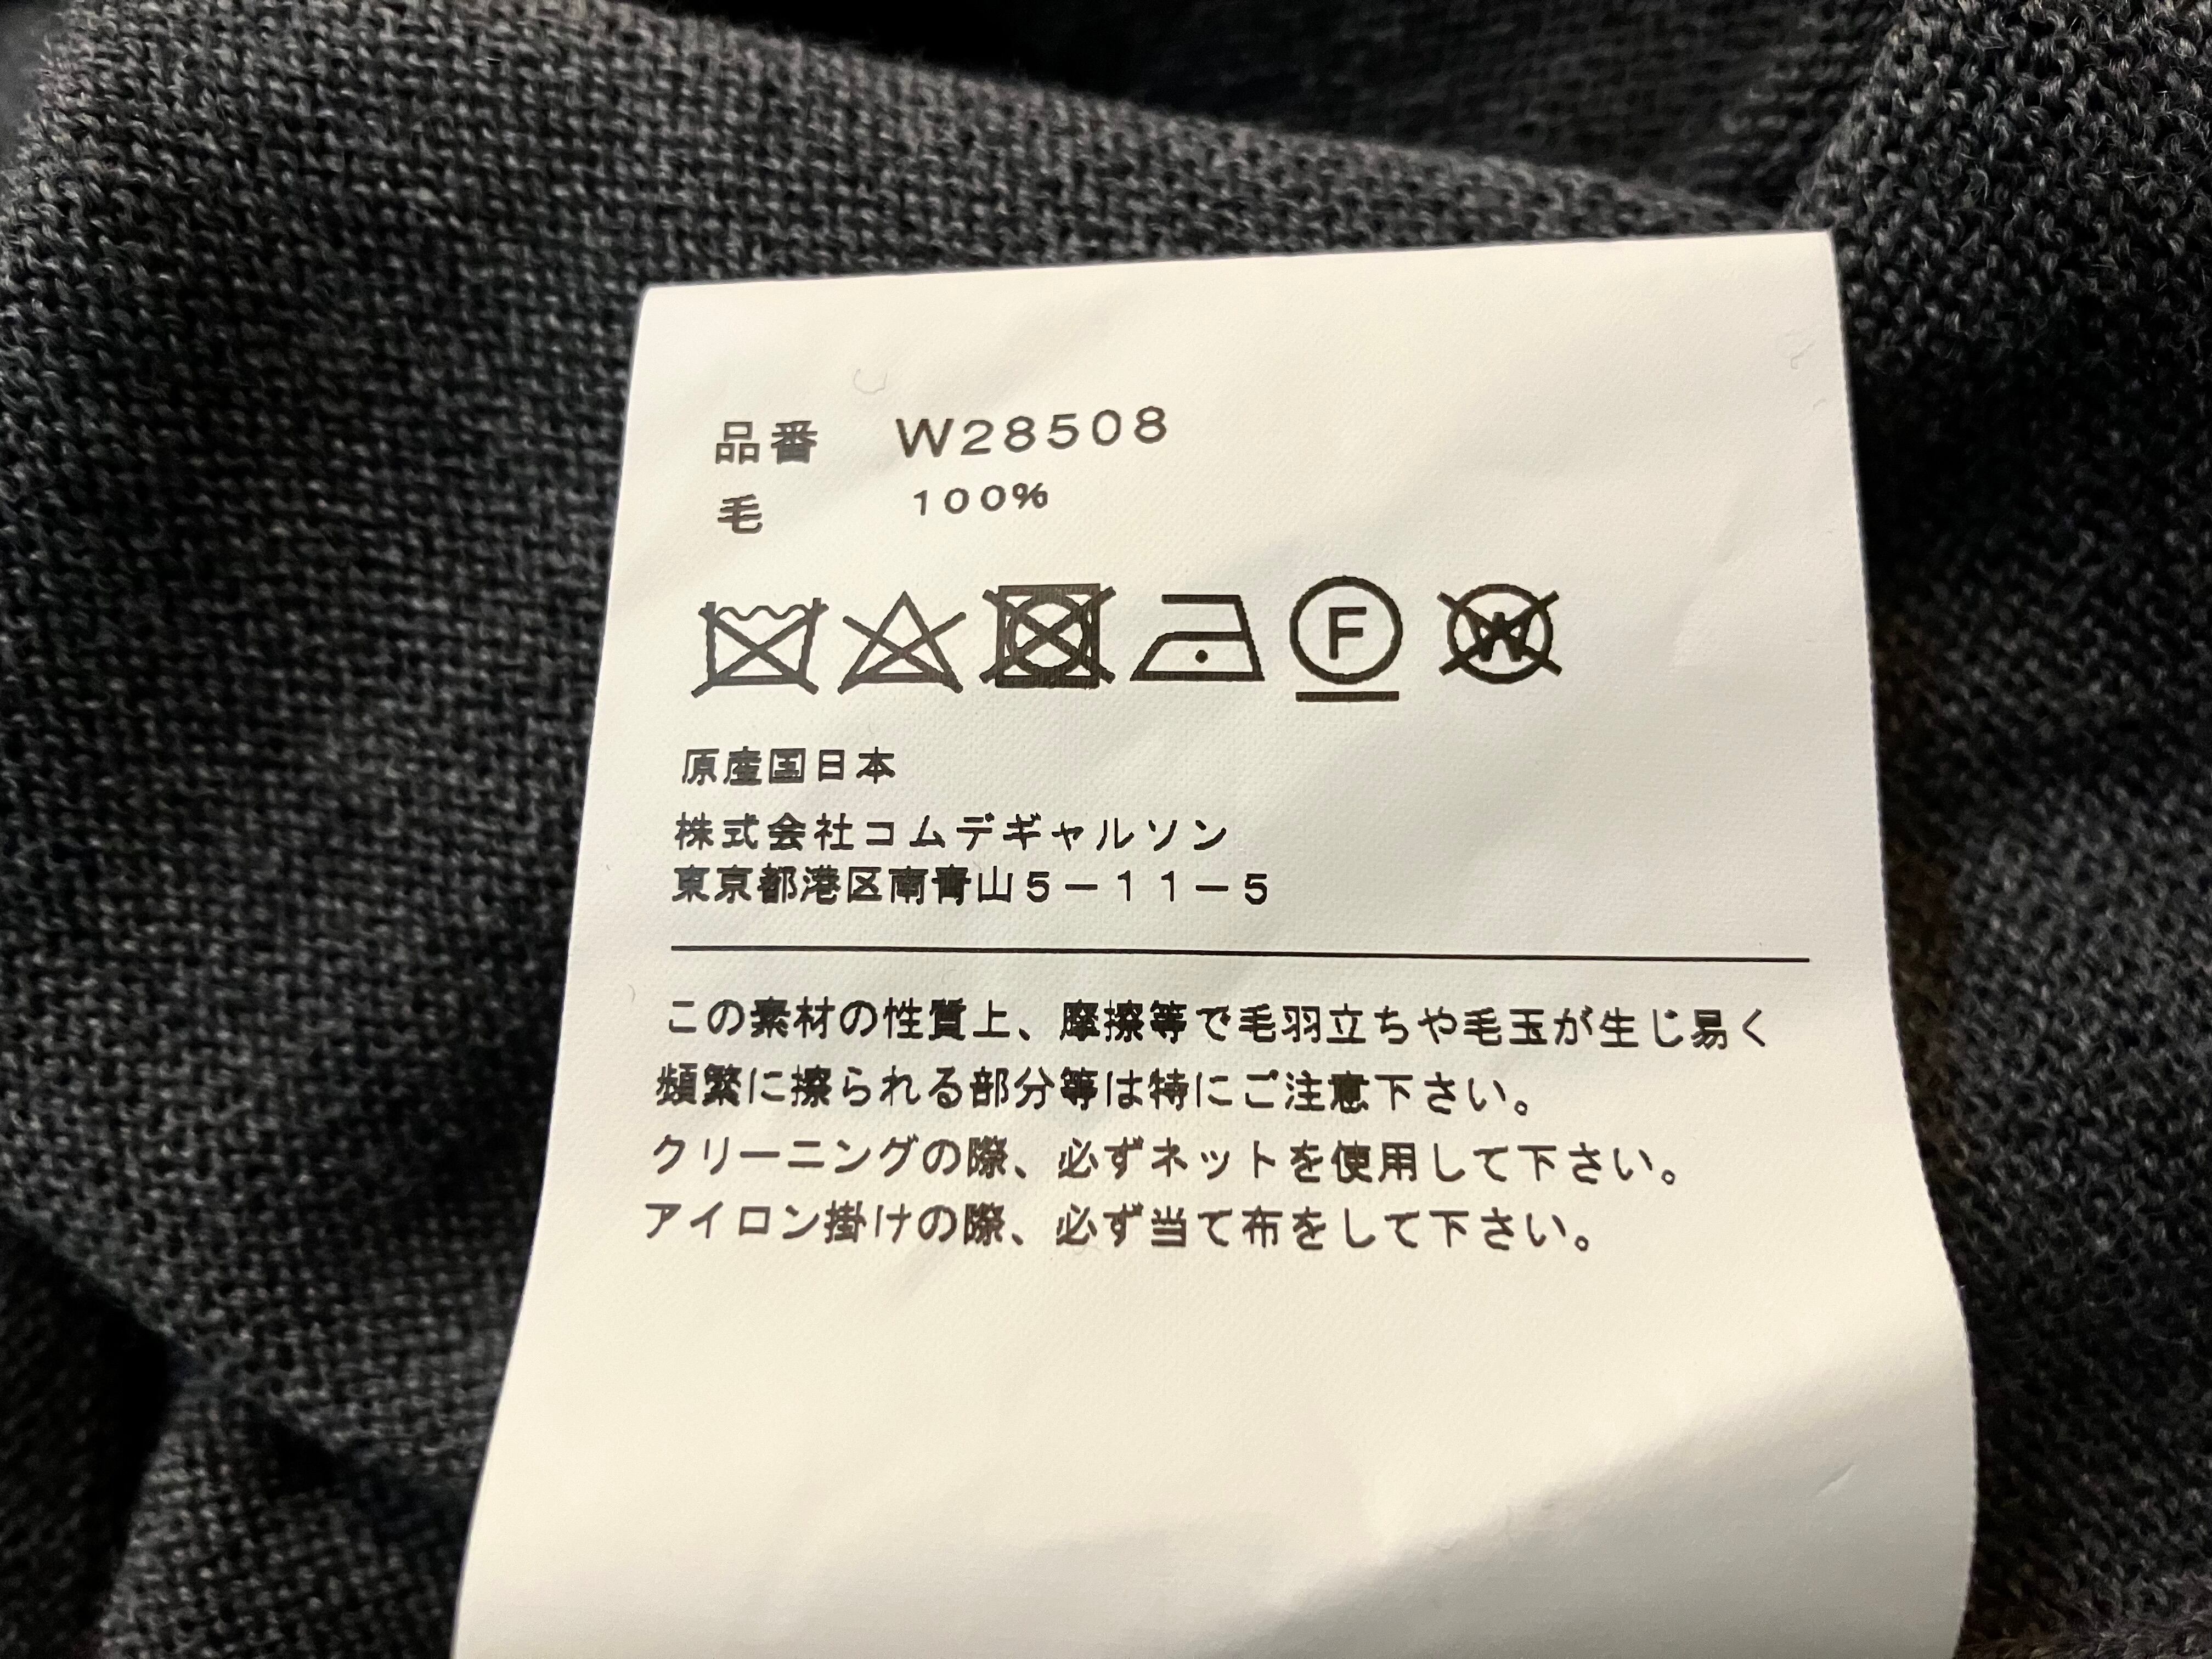 品番 W28508
毛 100%
F W
原産国日本
株式会社コムデギャルソン
東京都港区南青山5－11－5
この素材の性質上、摩擦等で毛羽立ちや毛玉が生じ易く
頻繁に擦られる部分等は特にご注意下さい。
クリーニングの際、必ずネットを使用して下さい。
アイロン掛けの際、必ず当て布をして下さい。